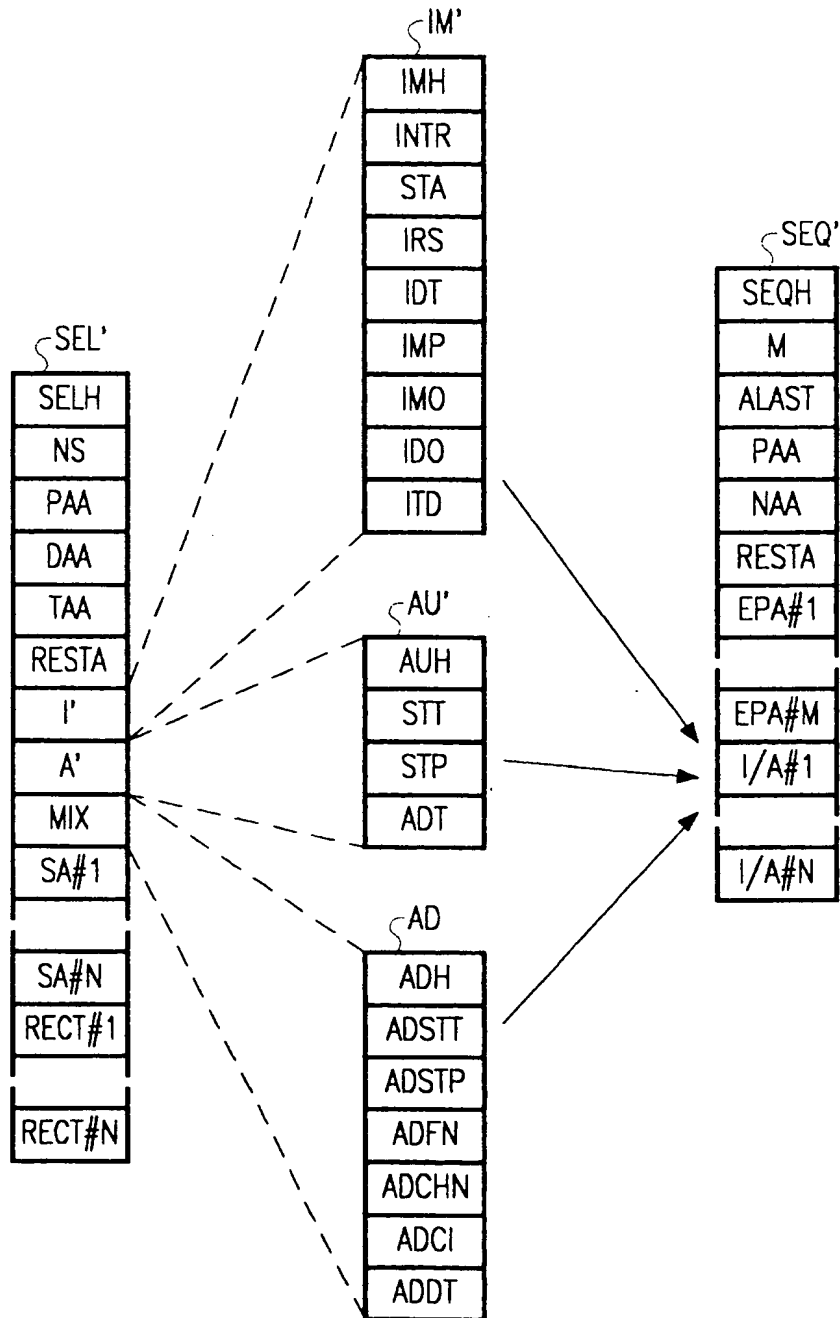 SEL'
SELH
NS
PAA
DAA
TAA
RESTA
I'
A'
MIX
SA#1
SA#N
RECT#1
RECT#N
IM'
IMH
INTR
STA
IRS
IDT
IMP
IMO
IDO
ITD
AU'
AUH
STT
STP
ADT
AD
ADH
ADSTT
ADSTP
ADFN
ADCHN
ADCI
ADDT
SEQ'
SEQH
M
ALAST
PAA
NAA
RESTA
EPA#1
EPA#M
I/A#1
I/A#N